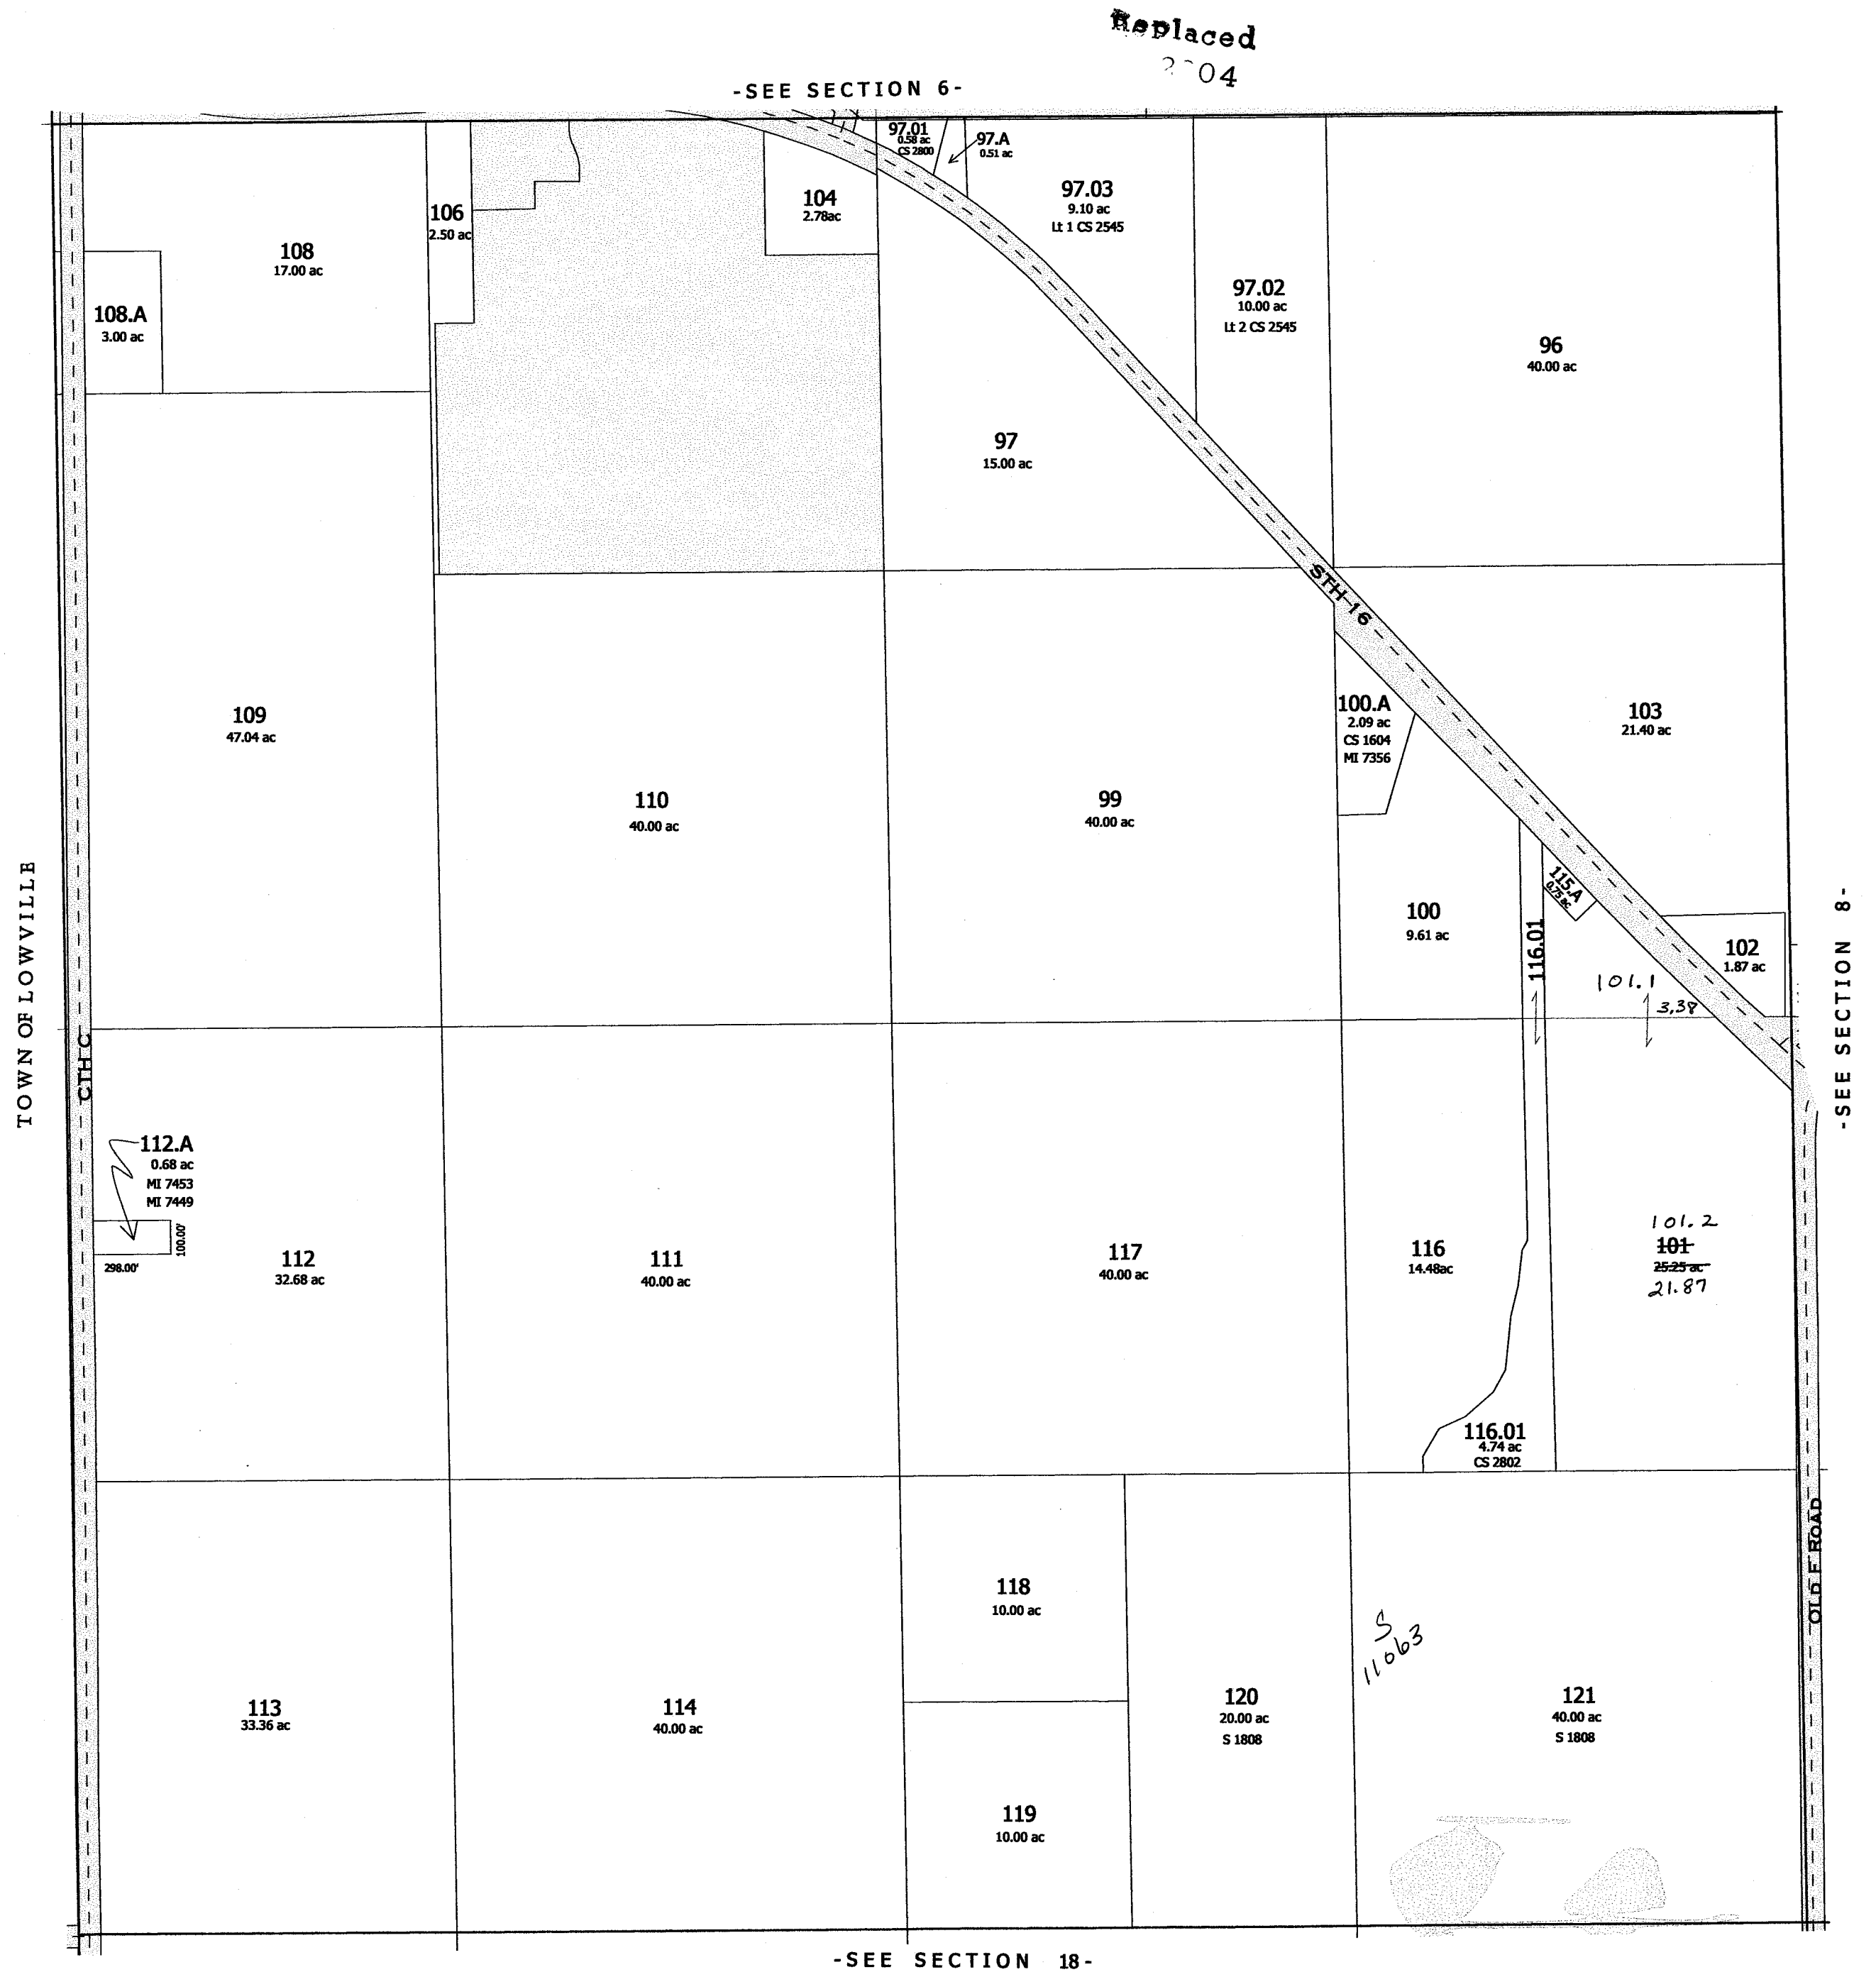 Replaced
-SEE SECTION 6-
97.01
0.58 ac
CS 2800
97.A
0.51 ac
97.03
9.10 ac
Lt 1 CS 2545
104
2.78ac
106
2.50 ac
108
17.00 ac
108.A
3.00 ac
97.02
10.00 ac
Lt 2 CS 2545
96
40.00 ac
97
15.00 ac
STH 16
109
47.04 ac
110
40.00 ac
99
40.00 ac
100.A
2.09 ac
CS 1604
MI 7356
103
21.40 ac
115.A
0.75 ac
100
9.61 ac
116.01
102
1.87 ac
101.1
3.38
TOWN OF LOWVILLE
CTH C
-SEE SECTION 8-
112.A
0.68 ac
MI 7453
MI 7449
100.00'
298.00'
112
32.68 ac
111
40.00 ac
117
40.00 ac
116
14.48ac
101.2
101
25.25 ac
21.87
116.01
4.74 ac
CS 2802
OLD F ROAD
118
10.00 ac
S
11063
113
33.36 ac
114
40.00 ac
120
20.00 ac
S 1808
121
40.00 ac
S 1808
119
10.00 ac
-SEE SECTION 18-